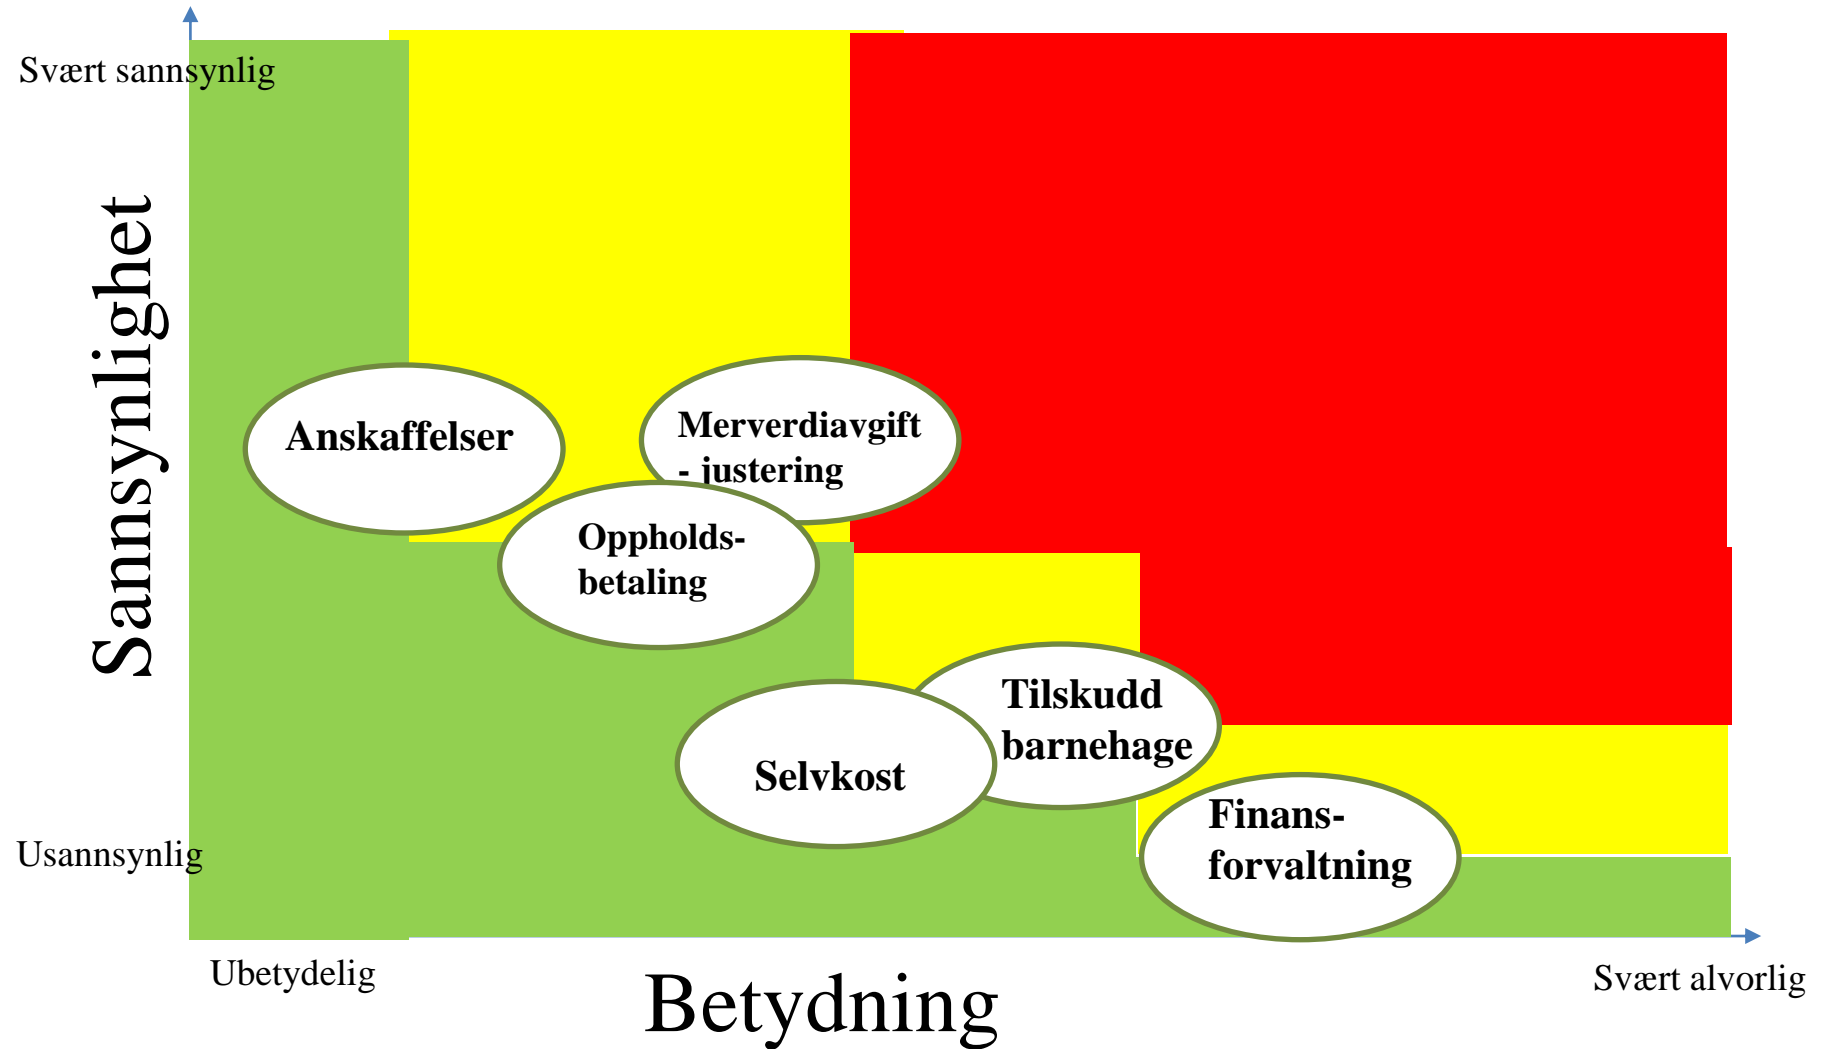 Svært sannsynlig
Sannsynlighet
Anskaffelser
Merverdiavgift
- justering
Oppholds-
betaling
Tilskudd
barnehage
Selvkost
Finans-
forvaltning
Usannsynlig
Ubetydelig
Betydning
Svært alvorlig